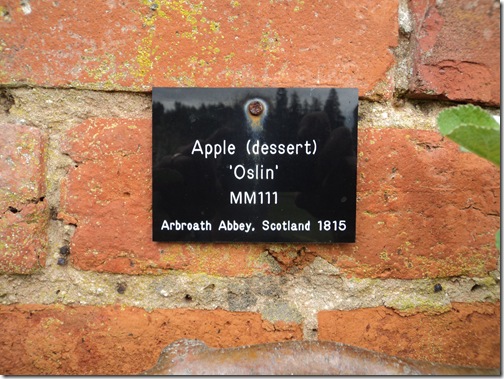 Apple (dessert)
'Oslin'
MM111
Arbroath Abbey, Scotland 1815